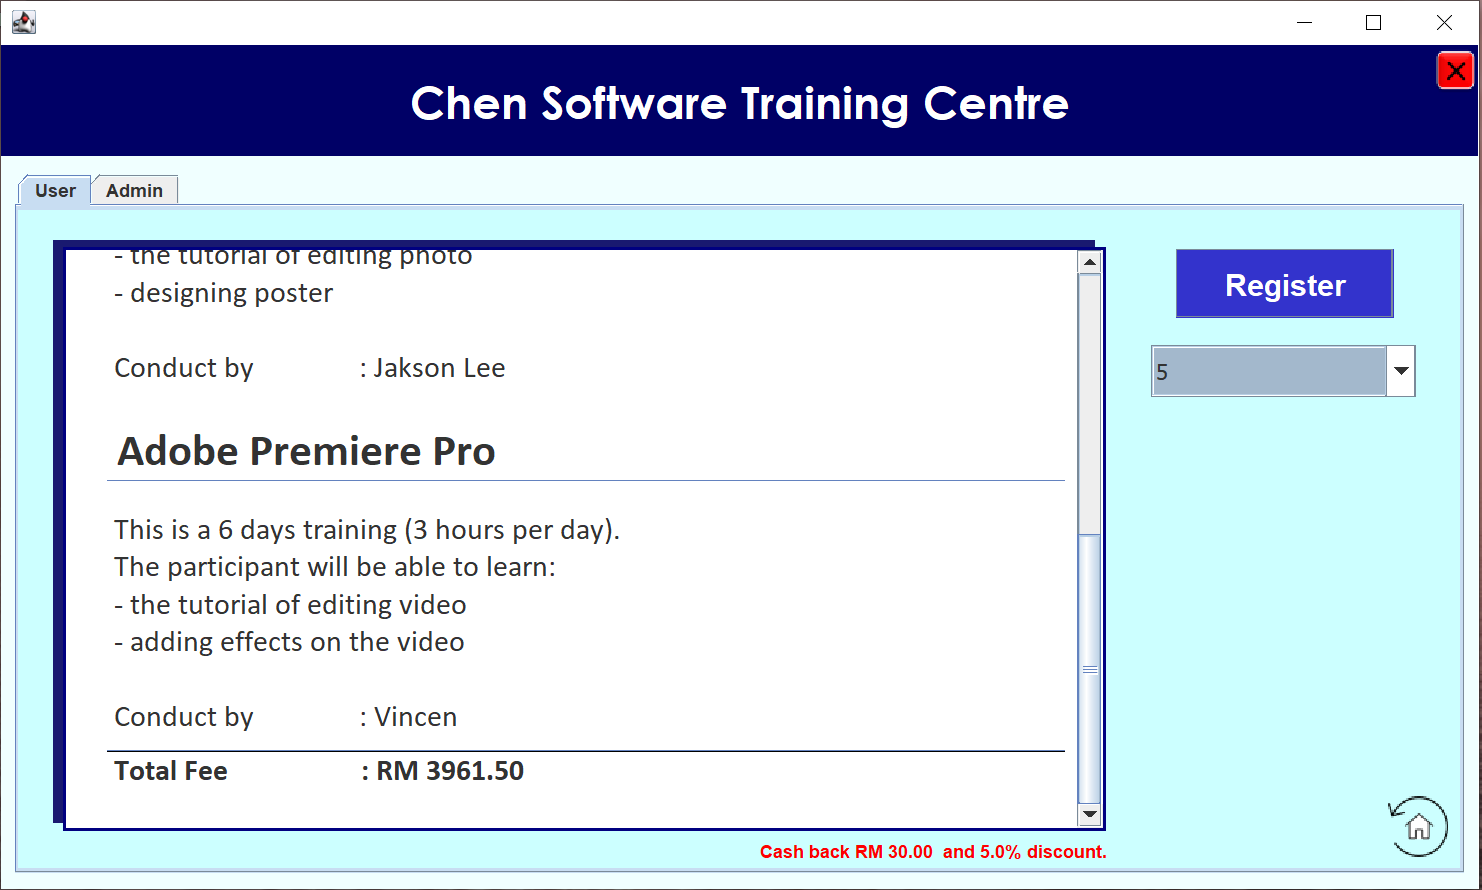 Chen Software Training Centre
User Admin
- the tutorial of editing photo
- designing poster
Conduct by : Jakson Lee
Adobe Premiere Pro
This is a 6 days training (3 hours per day).
The participant will be able to learn:
- the tutorial of editing video
- adding effects on the video
Conduct by : Vincen
Total Fee : RM 3961.50
Register
5
Cash back RM 30.00  and 5.0% discount.